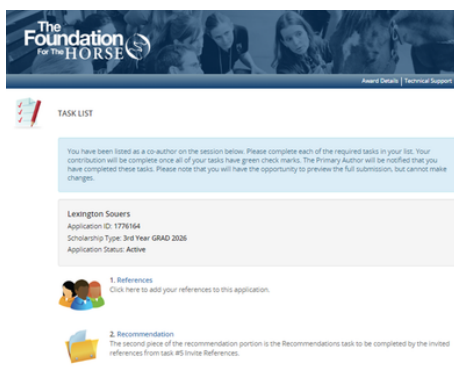 The
Foundation
For The HORSE
Award Details | Technical Support
TASK LIST
You have been listed as a co-author on the session below. Please complete each of the required tasks in your list. Your
contribution will be complete once all of your tasks have green check marks. The Primary Author will be notified that you
have completed these tasks. Please note that you will have the opportunity to preview the full submission, but cannot make
changes.
Lexington Souers
Application ID: 1776164
Scholarship Type: 3rd Year GRAD 2026
Application Status: Active
1. References
Click here to add your references to this application.
2. Recommendation
The second piece of the recommendation portion is the Recommendations task to be completed by the invited
references from task #5 Invite References.